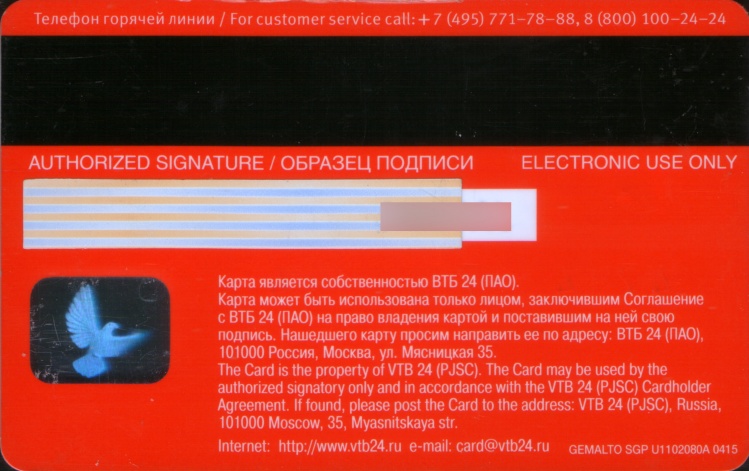 Телефон горячей линии / For customer service call: + 7 (495) 771–78–88, 8 (800) 100–24–24
AUTHORIZED SIGNATURE / ОБРАЗЕЦ ПОДПИСИ ELECTRONIC USE ONLY
Карта является собственностью ВТБ 24 (ПАО).
Карта может быть использована только лицом, заключившим Соглашение
с ВТБ 24 (ПАО) на право владения картой и поставившим на ней свою
подпись. Нашедшего карту просим направить ее по адресу: ВТБ 24 (ПАО),
101000 Россия, Москва, ул. Мясницкая 35.
The Card is the property of VTB 24 (PJSC). The Card may be used by the
authorized signatory only and in accordance with the VTB 24 (PJSC) Cardholder
Agreement. If found, please post the Card to the address: VTB 24 (PJSC), Russia,
101000 Moscow, 35, Myasnitskaya str.
Internet: http://www.vtb24.ru e-mail: card@vtb24.ru GEMALTO SGP U1102080A 0415